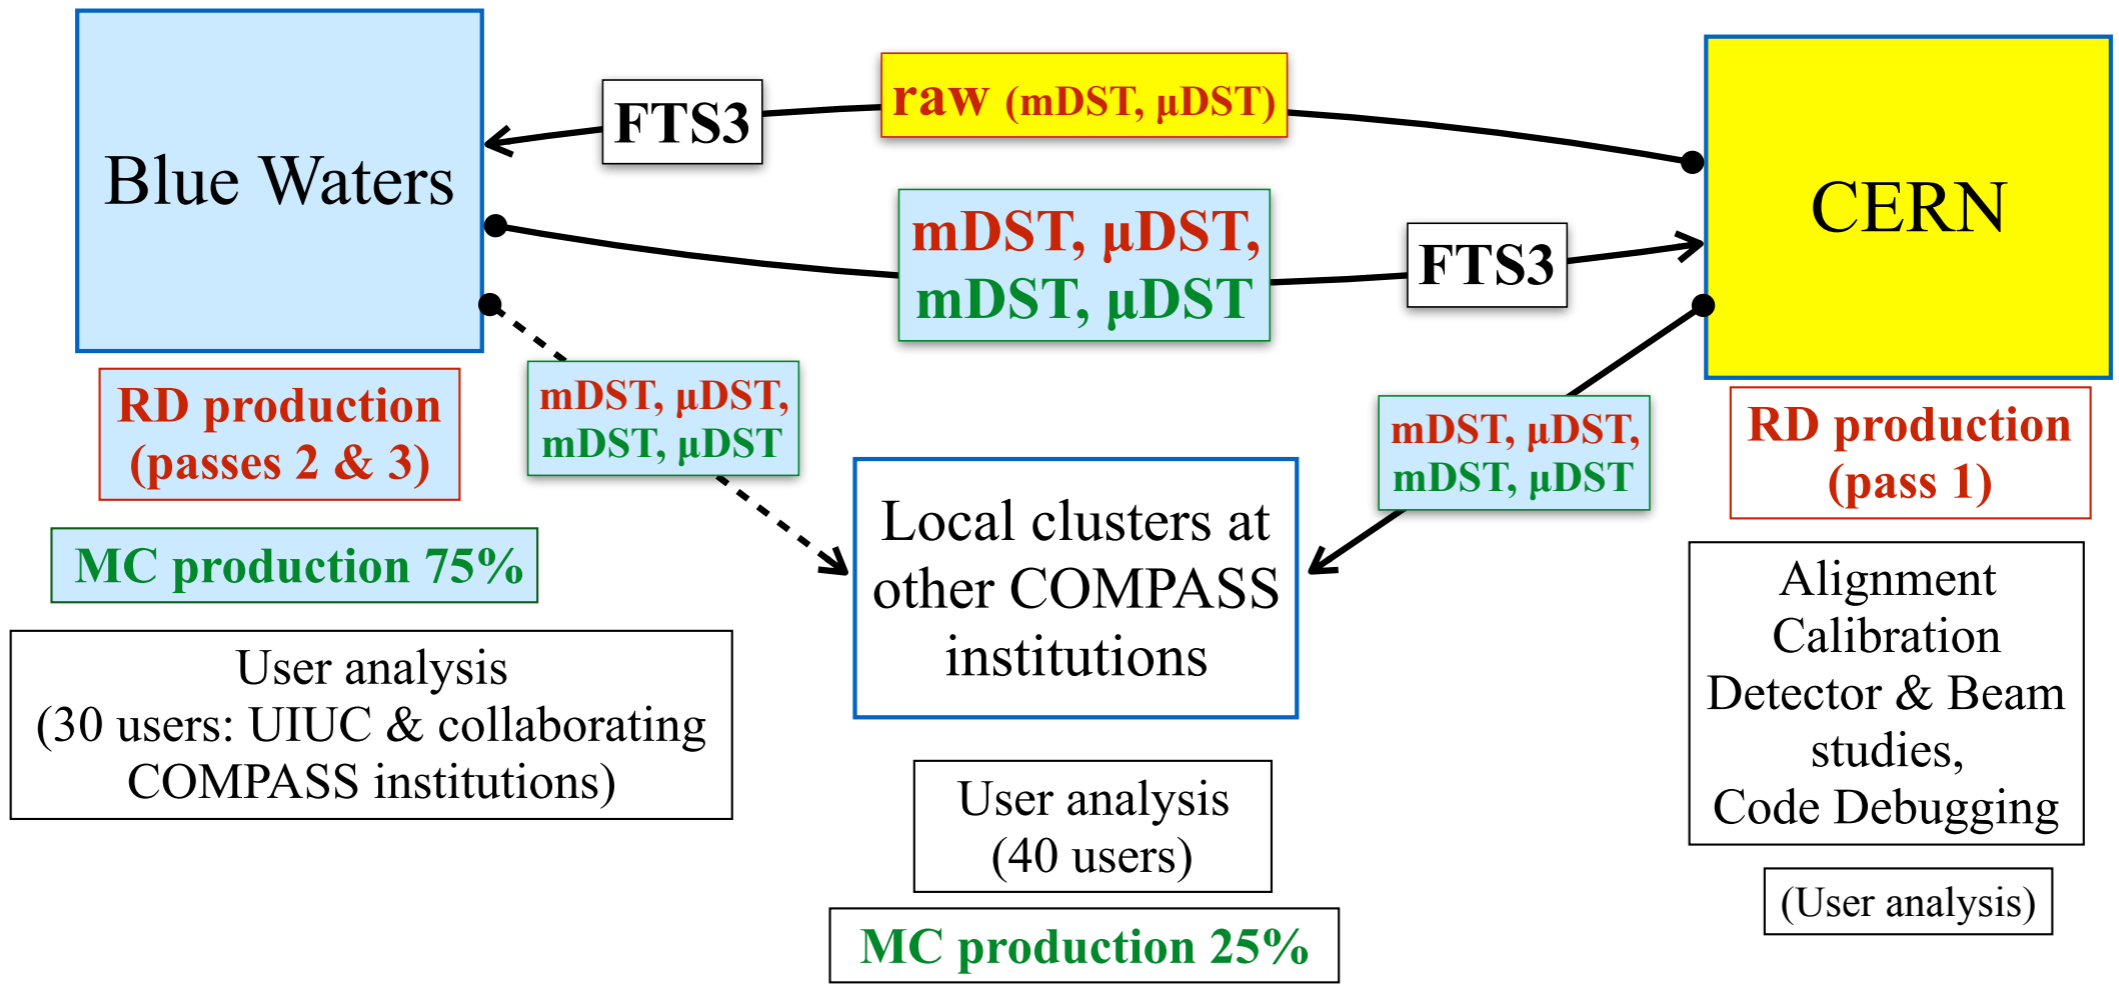 Blue Waters
FTS3
raw (mDST, μDST)
CERN
mDST, μDST,
mDST, μDST
FTS3
RD production
(passes 2 & 3)
mDST, μDST,
mDST, μDST
mDST, μDST,
mDST, μDST
RD production
(pass 1)
MC production 75%
Local clusters at
other COMPASS
institutions
Alignment
Calibration
Detector & Beam
studies,
Code Debugging
User analysis
(30 users: UIUC & collaborating
COMPASS institutions)
User analysis
(40 users)
(User analysis)
MC production 25%